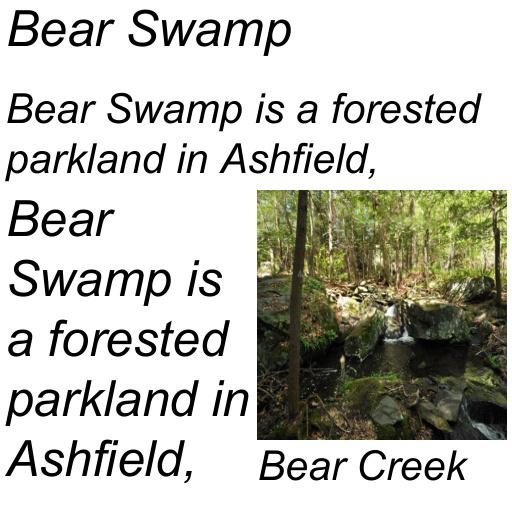 Bear Swamp
Bear Swamp is a forested
parkland in Ashfield,
Bear
Swamp is
a forested
parkland in
Ashfield,
Bear Creek